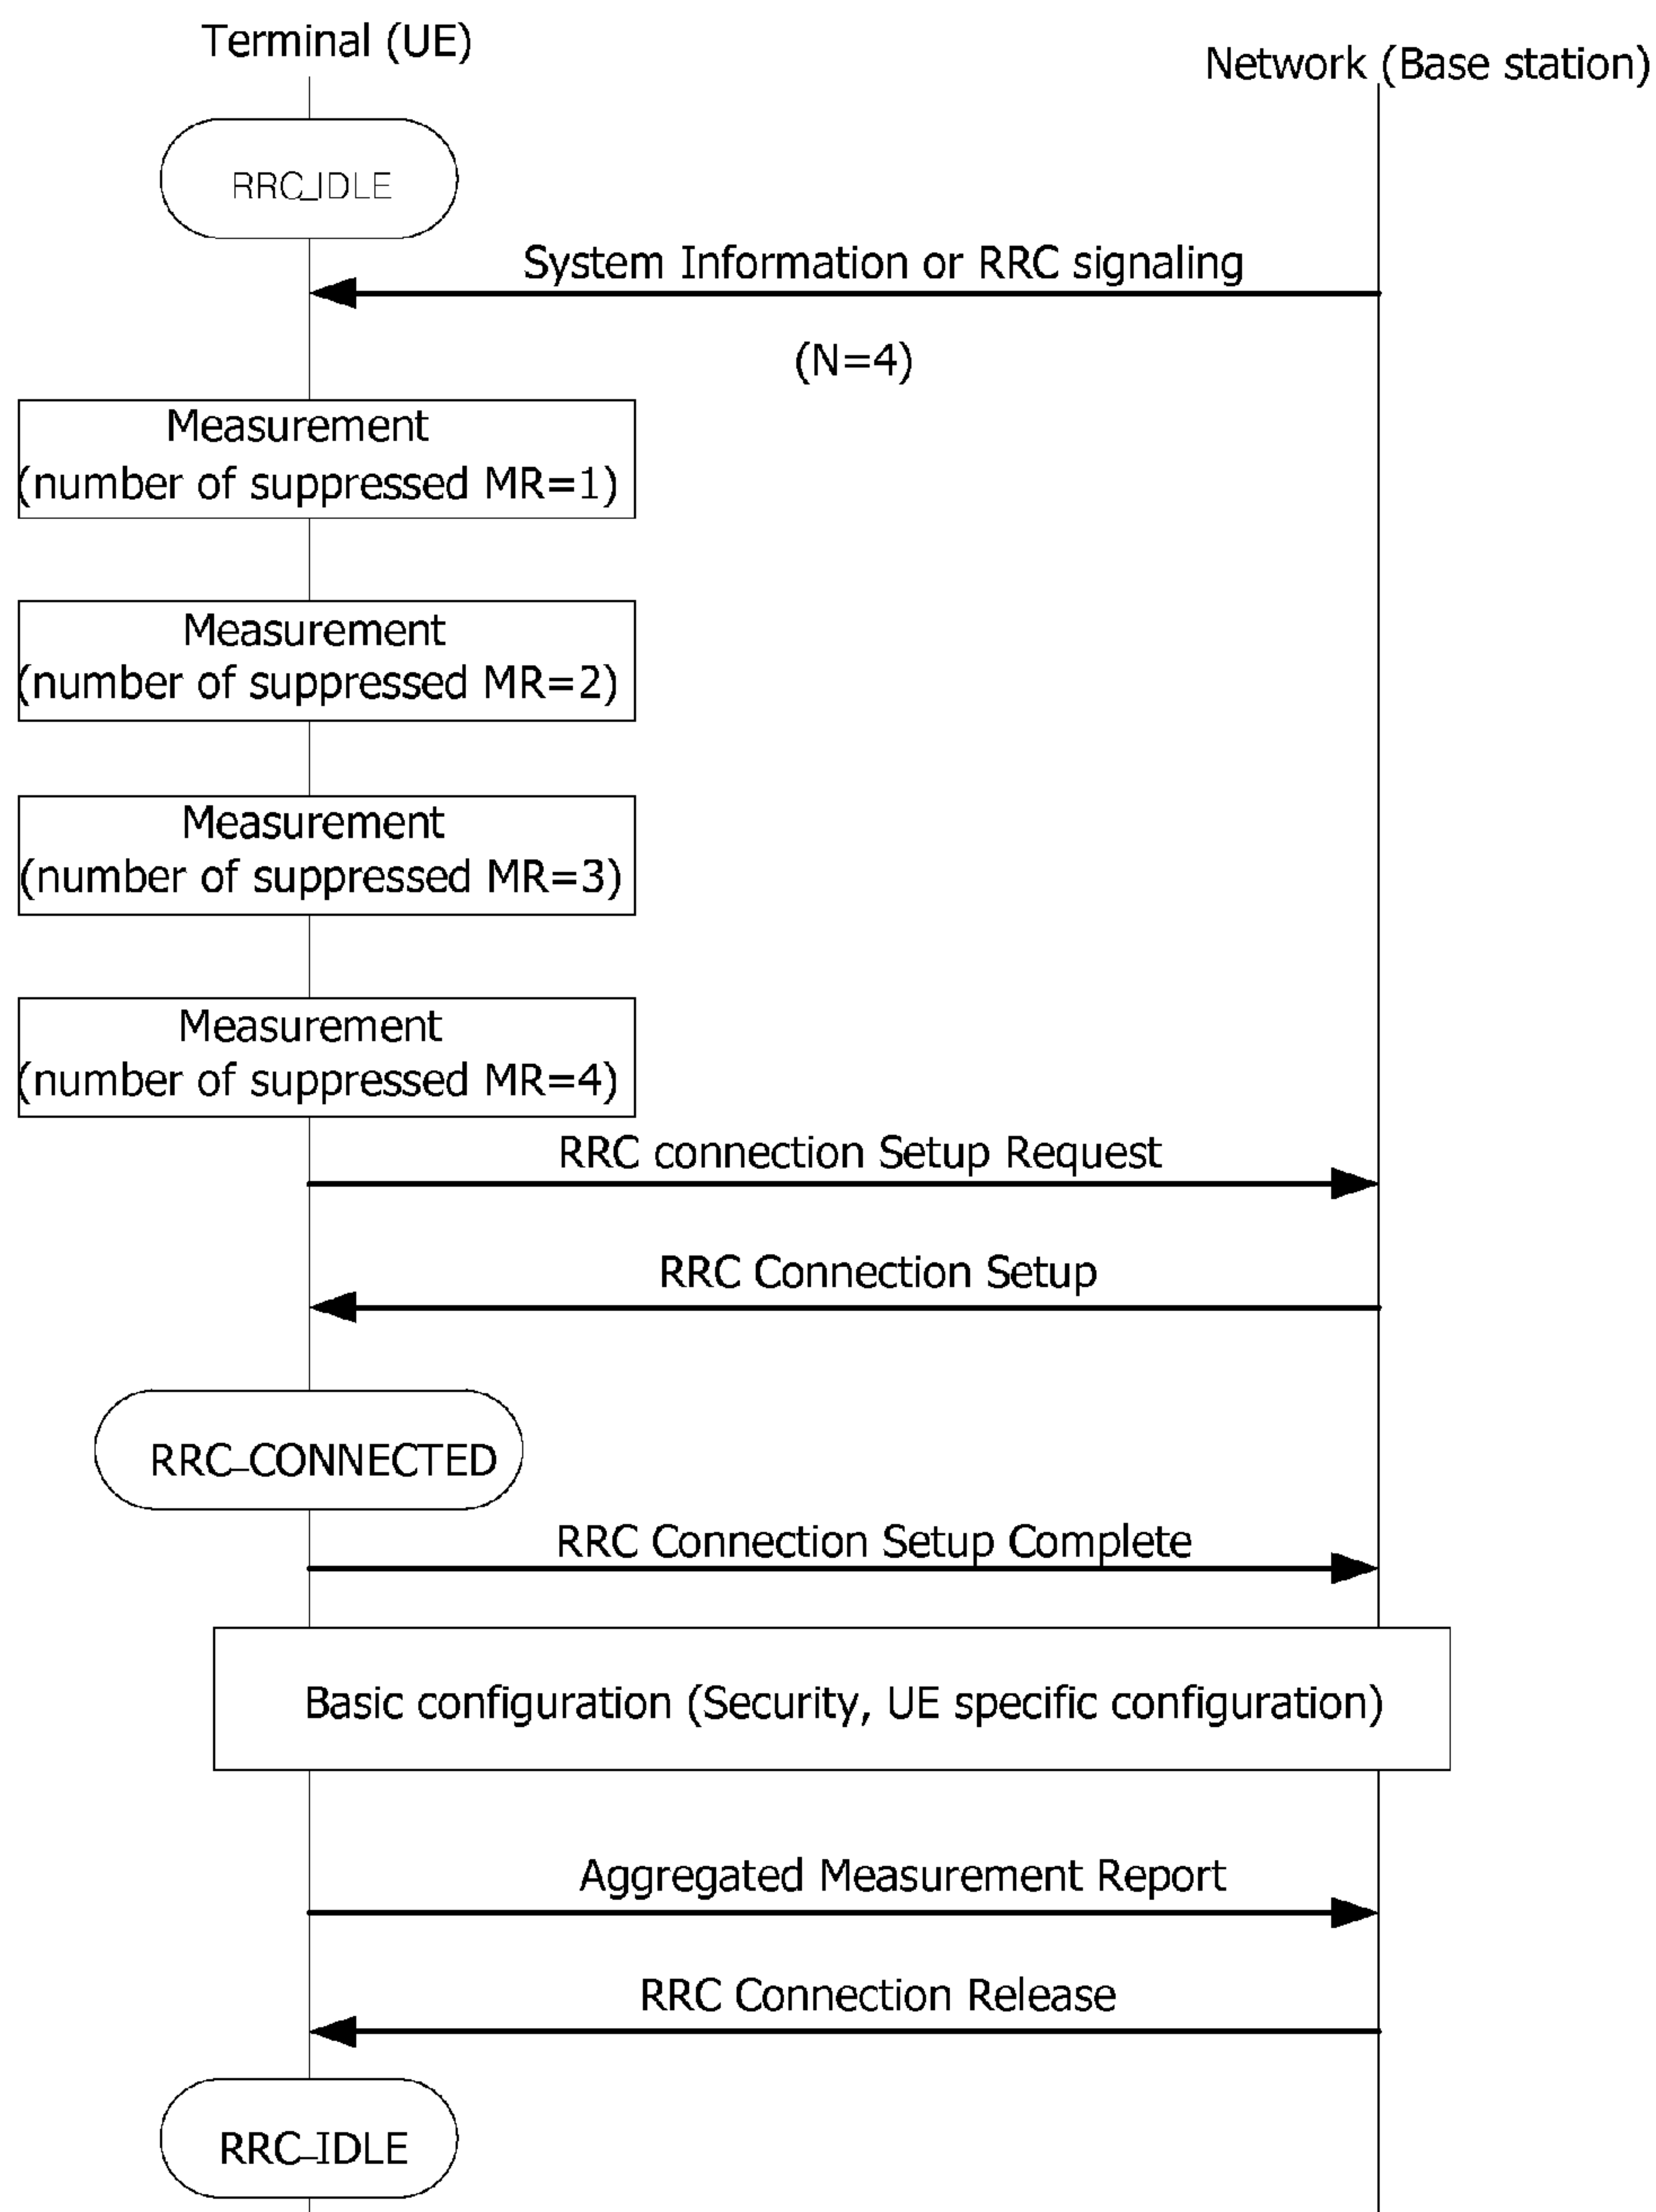 Terminal (UE)
Network (Base station)
RRC_IDLE
System Information or RRC signaling
(N=4)
Measurement
(number of suppressed MR=1)
Measurement
(number of suppressed MR=2)
Measurement
(number of suppressed MR=3)
Measurement
(number of suppressed MR=4)
RRC connection Setup Request
RRC Connection Setup
RRC_CONNECTED
RRC Connection Setup Complete
Basic configuration (Security, UE specific configuration)
Aggregated Measurement Report
RRC Connection Release
RRC_IDLE